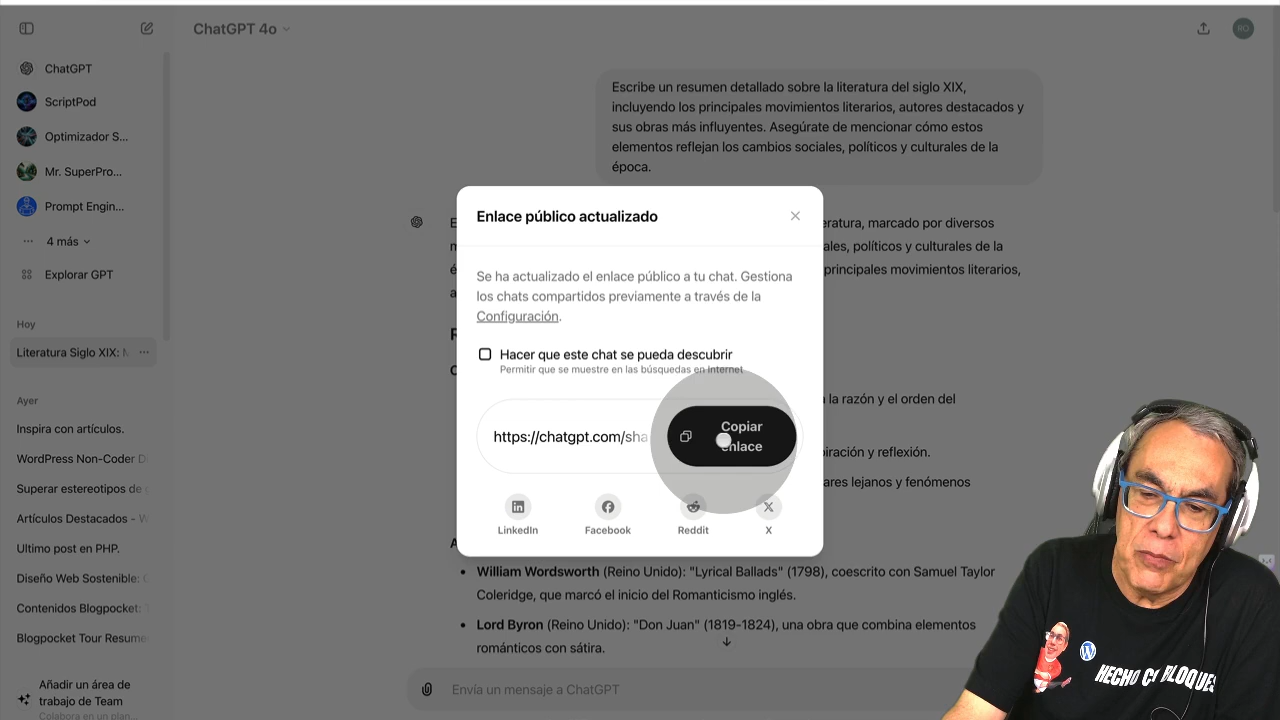 ChatGPT 4o
HO
ChatGPT
ScriptPod
Optimizador S...
Mr. SuperPro...
Prompt Engin...
4 más
Explorar GPT
Hoy
Literatura Siglo XIX:
Ayer
Inspira con artículos.
WordPress Non-Coder
Superar estereotipos de
Artículos Destacados -
Ultimo post en PHP.
Diseño Web Sostenible:
Contenidos Blogpocket:
Blogpocket Tour Resume
Añadir un área de
trabajo de Team
Colabora en un plan...
Escribe un resumen detallado sobre la literatura del siglo XIX,
incluyendo los principales movimientos literarios, autores destacados y
sus obras más influyentes. Asegúrate de mencionar cómo estos
elementos reflejan los cambios sociales, políticos y culturales de la
época.
eratura, marcado por diversos
ales, políticos y culturales de la
principales movimientos literarios,
Enlace público actualizado
Se ha actualizado el enlace público a tu chat. Gestiona
los chats compartidos previamente a través de la
Configuración.
Hacer que este chat se pueda descubrir
Permitir que se muestre en las búsquedas en internet
https://chatgpt.com/sha
Copiar
enlace
LinkedIn
Facebook
Reddit
X
la razón y el orden del
piración y reflexión.
ares lejanos y fenómenos
• William Wordsworth (Reino Unido): "Lyrical Ballads" (1798), coescrito con Samuel Taylor
Coleridge, que marcó el inicio del Romanticismo inglés.
• Lord Byron (Reino Unido): "Don Juan" (1819-1824), una obra que combina elementos
románticos con sátira.
Envía un mensaje a ChatGPT
HECHO CO BLOQUES